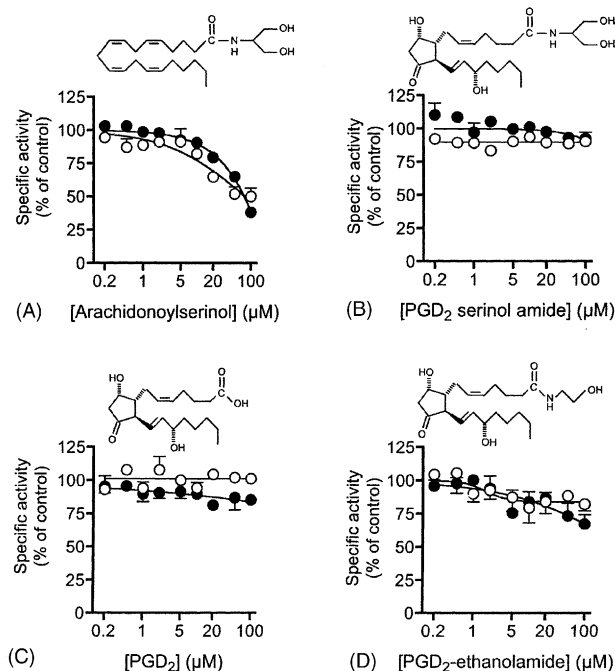 O
N
H
OH
OH
HO
O
OH
O
N
H
OH
OH
Specific activity
(% of control)
125
100
75
50
25
0
0.2 1 5 20 100
(A) [Arachidonoylserinol] (µM)
Specific activity
(% of control)
125
100
75
50
25
0
0.2 1 5 20 100
(B) [PGD₂ serinol amide] (µM)
HO
O
OH
O
OH
HO
O
OH
O
N
H
OH
Specific activity
(% of control)
125
100
75
50
25
0
0.2 1 5 20 100
(C) [PGD₂] (µM)
Specific activity
(% of control)
125
100
75
50
25
0
0.2 1 5 20 100
(D) [PGD₂-ethanolamide] (µM)